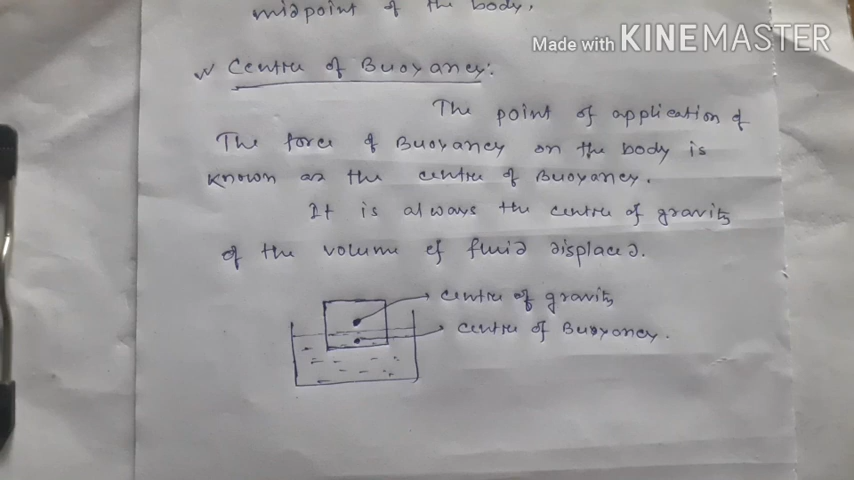 midpoint of the body.
Made with KINEMASTER
Centre of Buoyancy:
The point of application of
The force of Buoyancy on the body is
known as the centre of Buoyancy.
It is always the centre of gravity
of the volume of fluid displaced.
centre of gravity
centre of Buoyoncy.